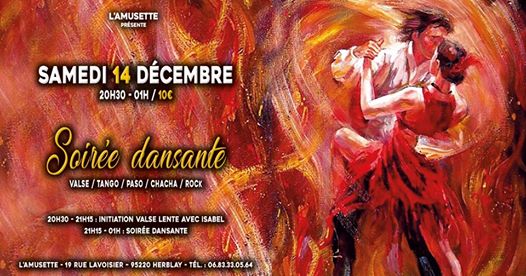 L'AMUSETTE
PRÉSENTE
SAMEDI 14 DÉCEMBRE
20H30 - 01H / 10€
Soirée dansante
VALSE / TANGO / PASO / CHACHA / ROCK
20H30 - 21H15 : INITIATION VALSE LENTE AVEC ISABEL
21H15 - 01H : SOIRÉE DANSANTE
L'AMUSETTE - 19 RUE LAVOISIER - 95220 HERBLAY - TÉL. : 06.83.33.05.64